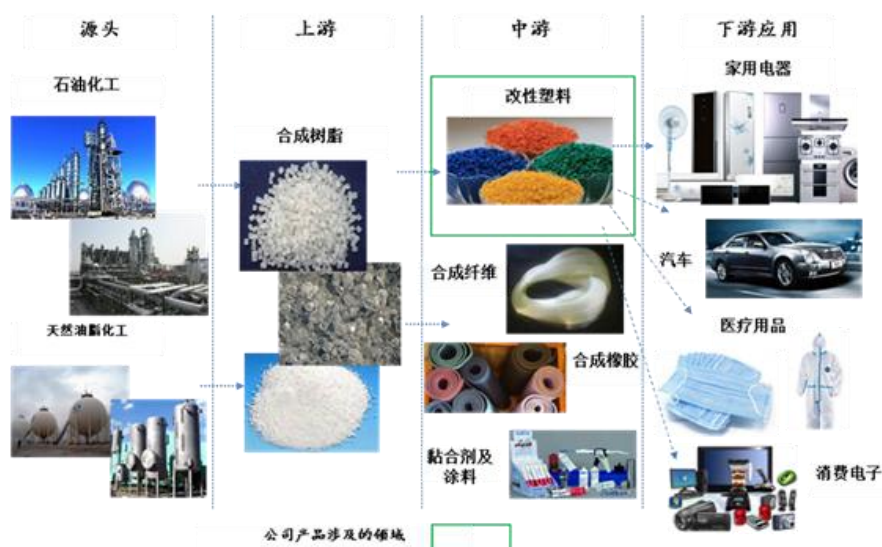 源头
上游
中游
下游应用
石油化工
天然油脂化工
合成树脂
改性塑料
合成纤维
合成橡胶
黏合剂及
涂料
家用电器
汽车
医疗用品
消费电子
公司产品涉及的领域